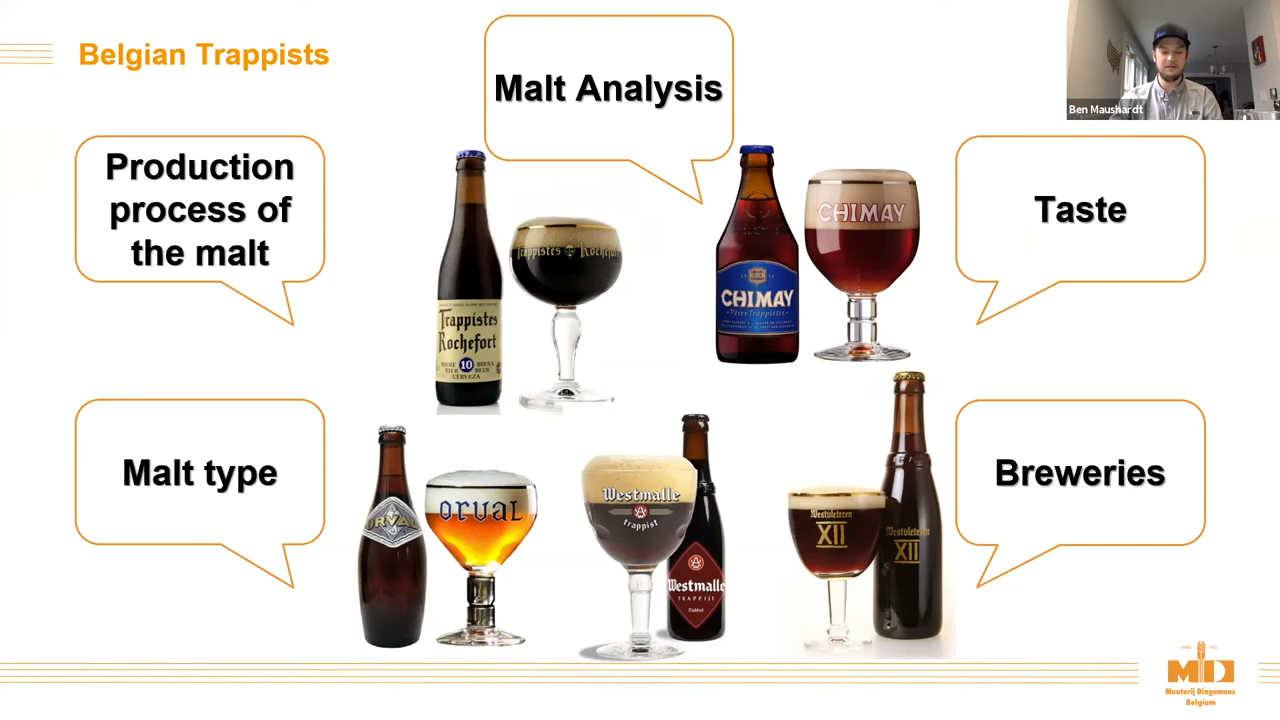 Belgian Trappists
Malt Analysis
Ben Maushardt
Production
process of
the malt
Taste
Trappistes Rochefort
CHIMAY
CHIMAY
Pères Trappistes
Trappistes
Rochefort
10
CERVEZA
Malt type
Breweries
ORVAL
ORVAL
Westmalle
trappist
Westmalle
TRAPPIST
Dubbel
Westvleteren
XII
Westvleteren
XII
MD
Mouterij Dingemans
Belgium